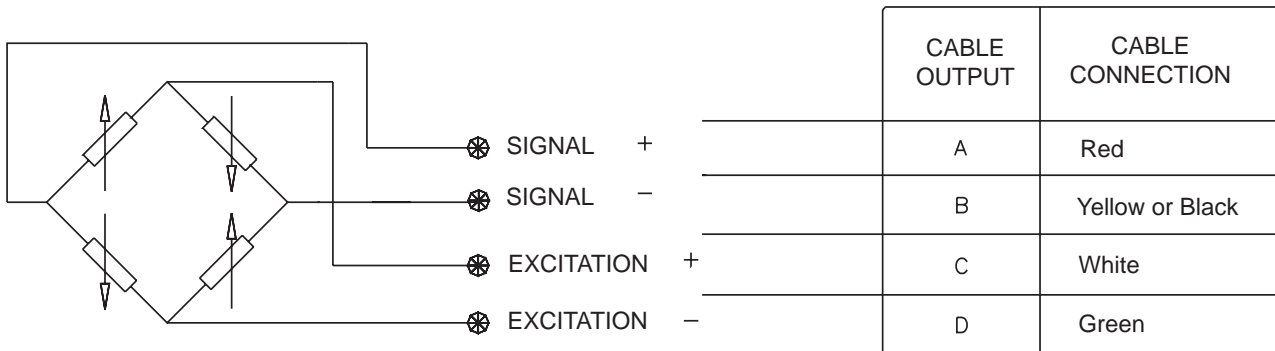 CABLE OUTPUT
CABLE CONNECTION
SIGNAL + A Red
SIGNAL − B Yellow or Black
EXCITATION + C White
EXCITATION − D Green